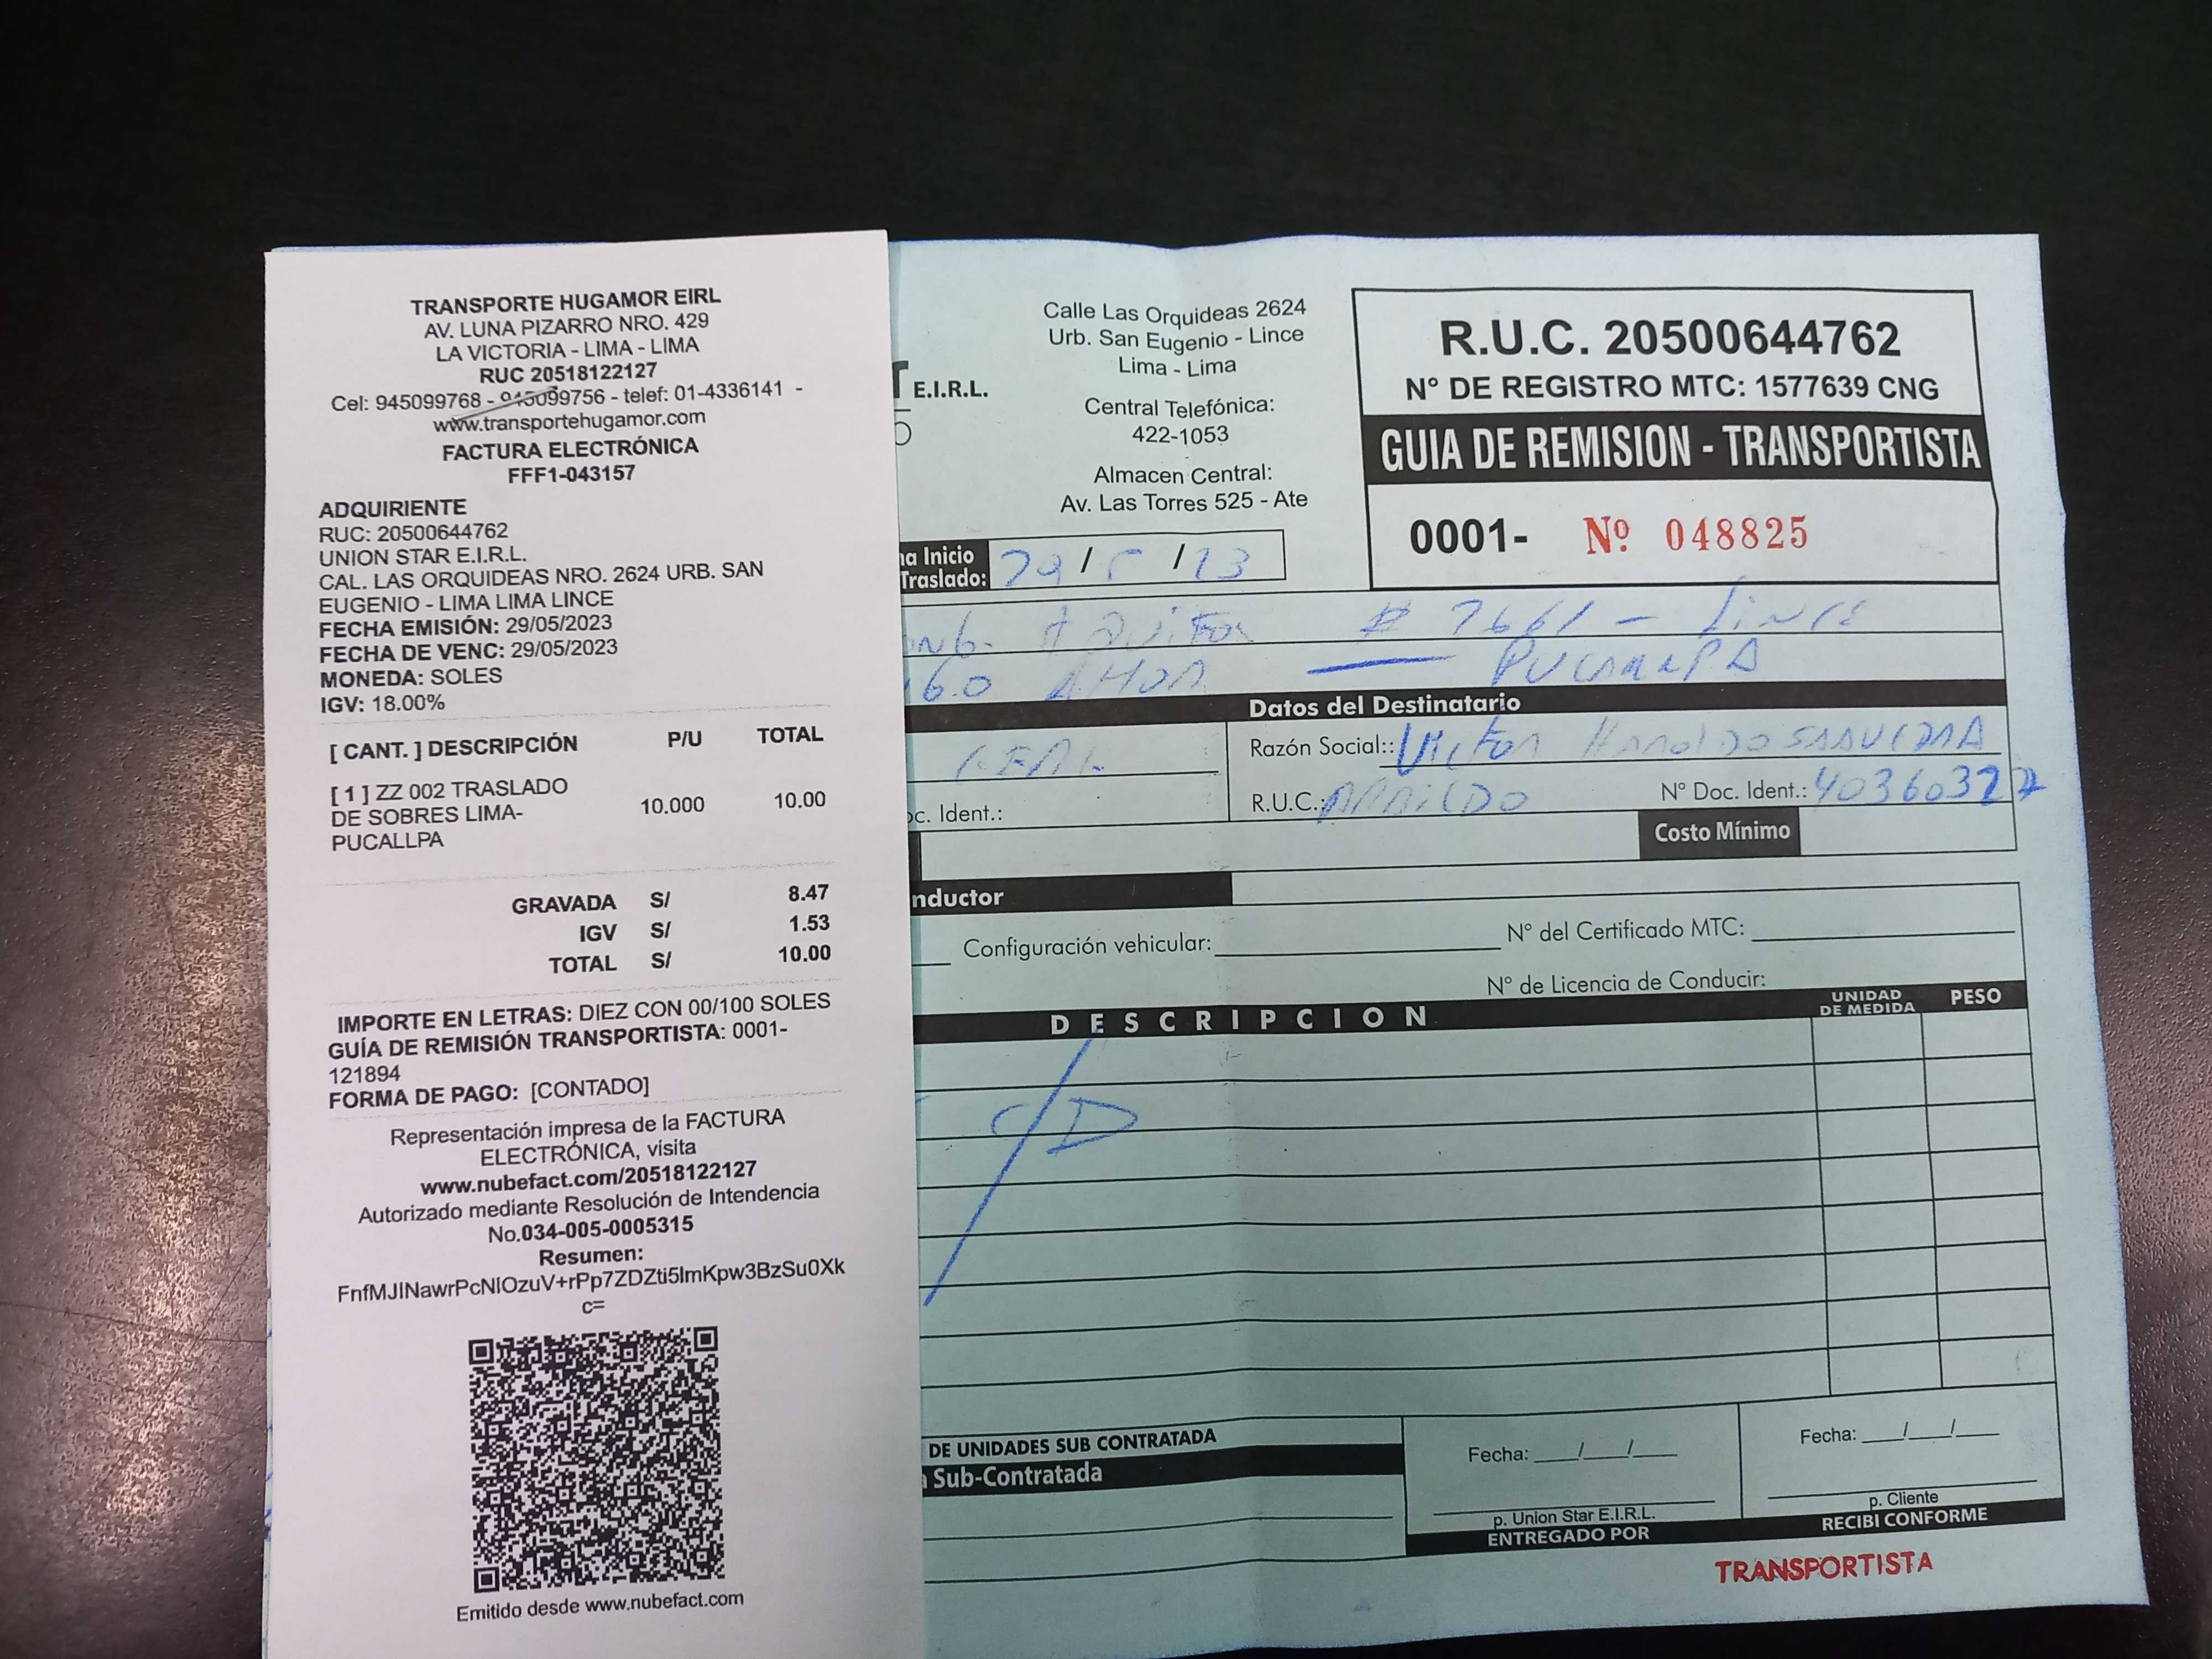 TRANSPORTE HUGAMOR EIRL
AV. LUNA PIZARRO NRO. 429
LA VICTORIA - LIMA - LIMA
RUC 20518122127
Cel: 945099768 - 945099756 - telef: 01-4336141 -
www.transportehugamor.com
FACTURA ELECTRÓNICA
FFF1-043157
ADQUIRIENTE
RUC: 20500644762
UNION STAR E.I.R.L.
CAL. LAS ORQUIDEAS NRO. 2624 URB. SAN
EUGENIO - LIMA LIMA LINCE
FECHA EMISIÓN: 29/05/2023
FECHA DE VENC: 29/05/2023
MONEDA: SOLES
IGV: 18.00%
[ CANT. ] DESCRIPCIÓN P/U TOTAL
[ 1 ] ZZ 002 TRASLADO
DE SOBRES LIMA- 10.000 10.00
PUCALLPA
GRAVADA S/ 8.47
IGV S/ 1.53
TOTAL S/ 10.00
IMPORTE EN LETRAS: DIEZ CON 00/100 SOLES
GUÍA DE REMISIÓN TRANSPORTISTA: 0001-
121894
FORMA DE PAGO: [CONTADO]
Representación impresa de la FACTURA
ELECTRÓNICA, visita
www.nubefact.com/20518122127
Autorizado mediante Resolución de Intendencia
No.034-005-0005315
Resumen:
FnfMJINawrPcNlOzuV+rPp7ZDZti5ImKpw3BzSu0Xk
c=
Emitido desde www.nubefact.com
E.I.R.L.
Calle Las Orquideas 2624
Urb. San Eugenio - Lince
Lima - Lima
Central Telefónica:
422-1053
Almacen Central:
Av. Las Torres 525 - Ate
R.U.C. 20500644762
N° DE REGISTRO MTC: 1577639 CNG
GUIA DE REMISION - TRANSPORTISTA
0001- Nº 048825
Inicio
Traslado: / /
Lince
Datos del Destinatario
Razón Social:: Victor Haroldo SAAVEDRA
R.U.C.: N° Doc. Ident.: 40360327
c. Ident.:
Costo Mínimo
nductor
Configuración vehicular: N° del Certificado MTC:
N° de Licencia de Conducir:
DESCRIPCION UNIDAD DE MEDIDA PESO
DE UNIDADES SUB CONTRATADA
Sub-Contratada
Fecha: / /
p. Union Star E.I.R.L.
ENTREGADO POR
Fecha: / /
p. Cliente
RECIBI CONFORME
TRANSPORTISTA